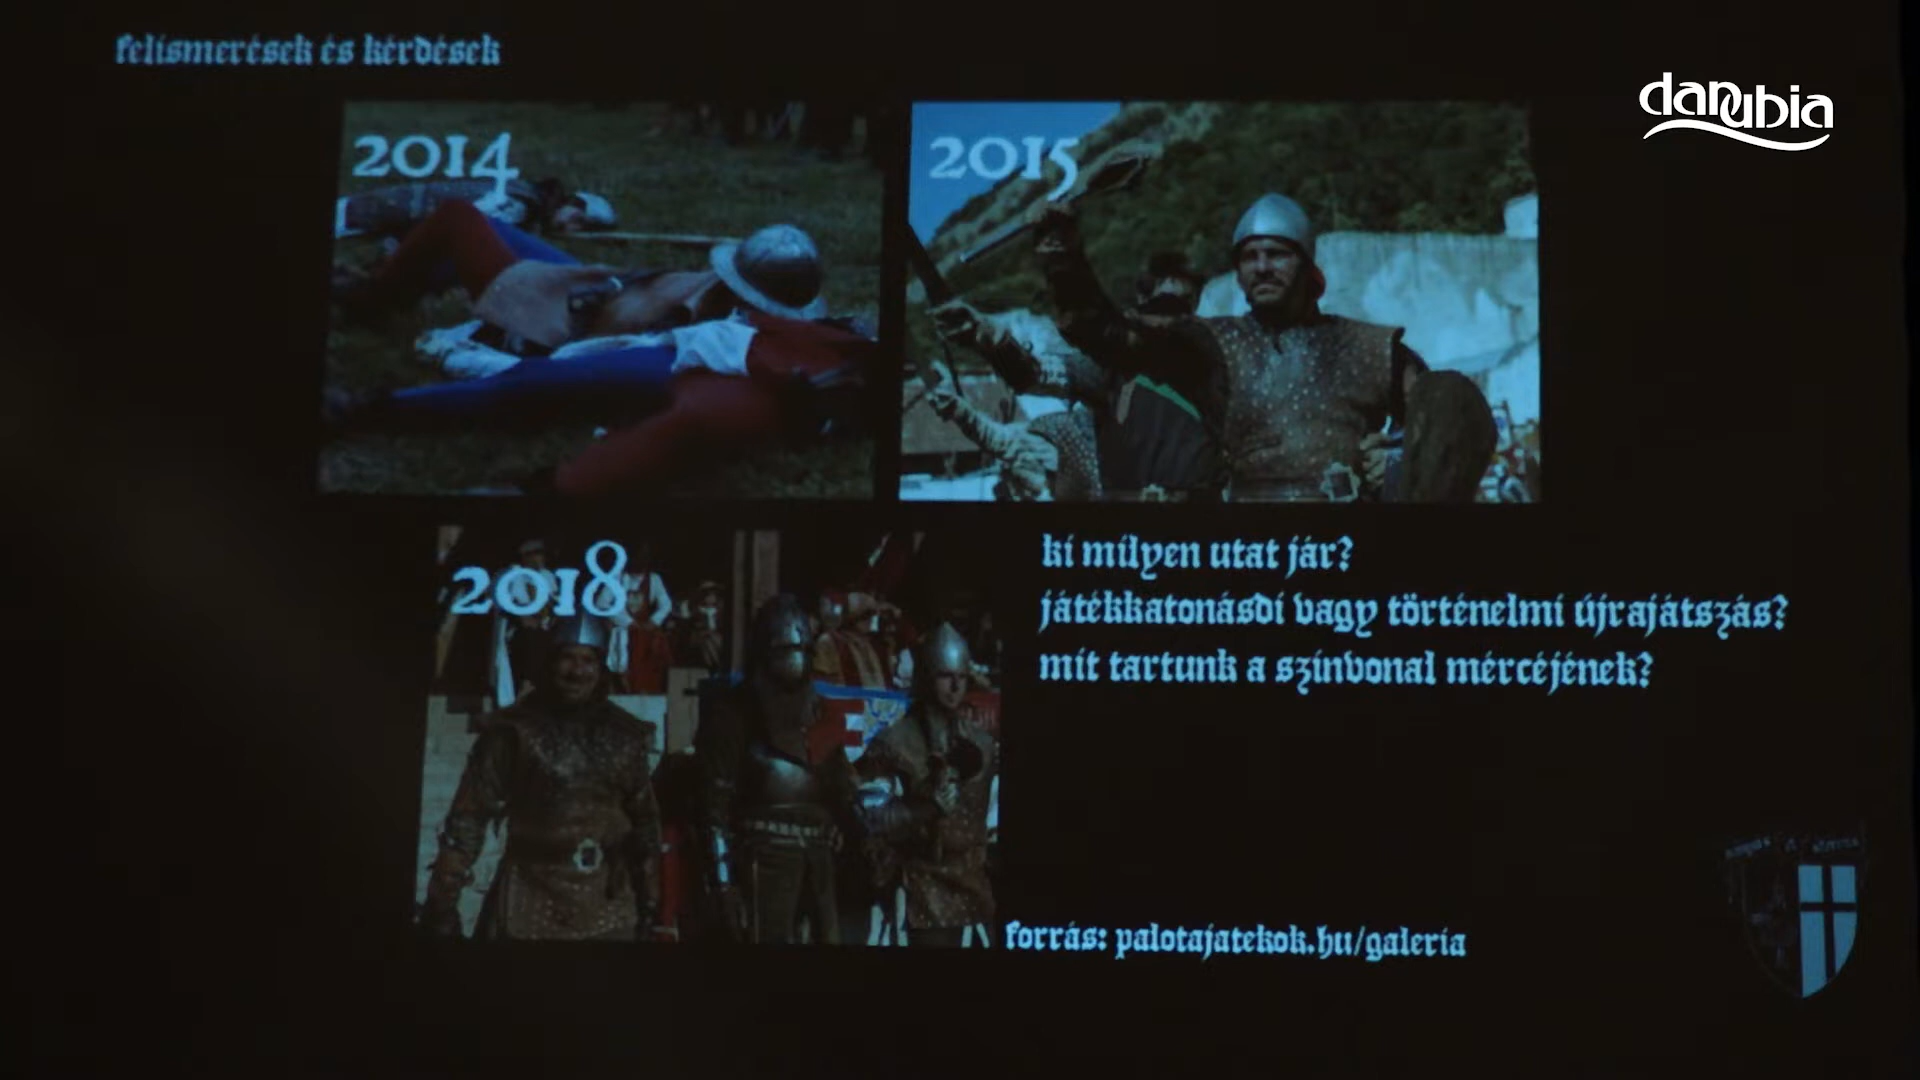 felismerések és kérdések
danubia
2014
2015
2018
ki milyen utat jár?
játékkatonásdi vagy történelmi újrajátszás?
mit tartunk a színvonal mércéjének?
forrás: palotajatekok.hu/galeria